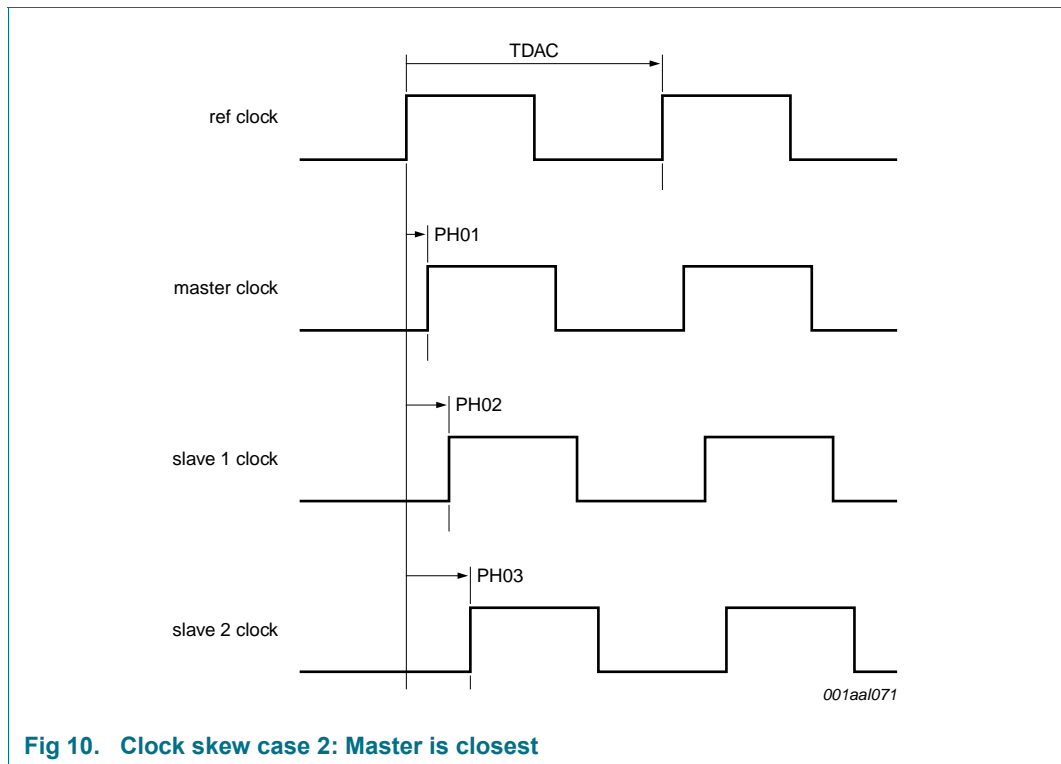 TDAC
ref clock
PH01
master clock
PH02
slave 1 clock
PH03
slave 2 clock
001aal071
Fig 10. Clock skew case 2: Master is closest